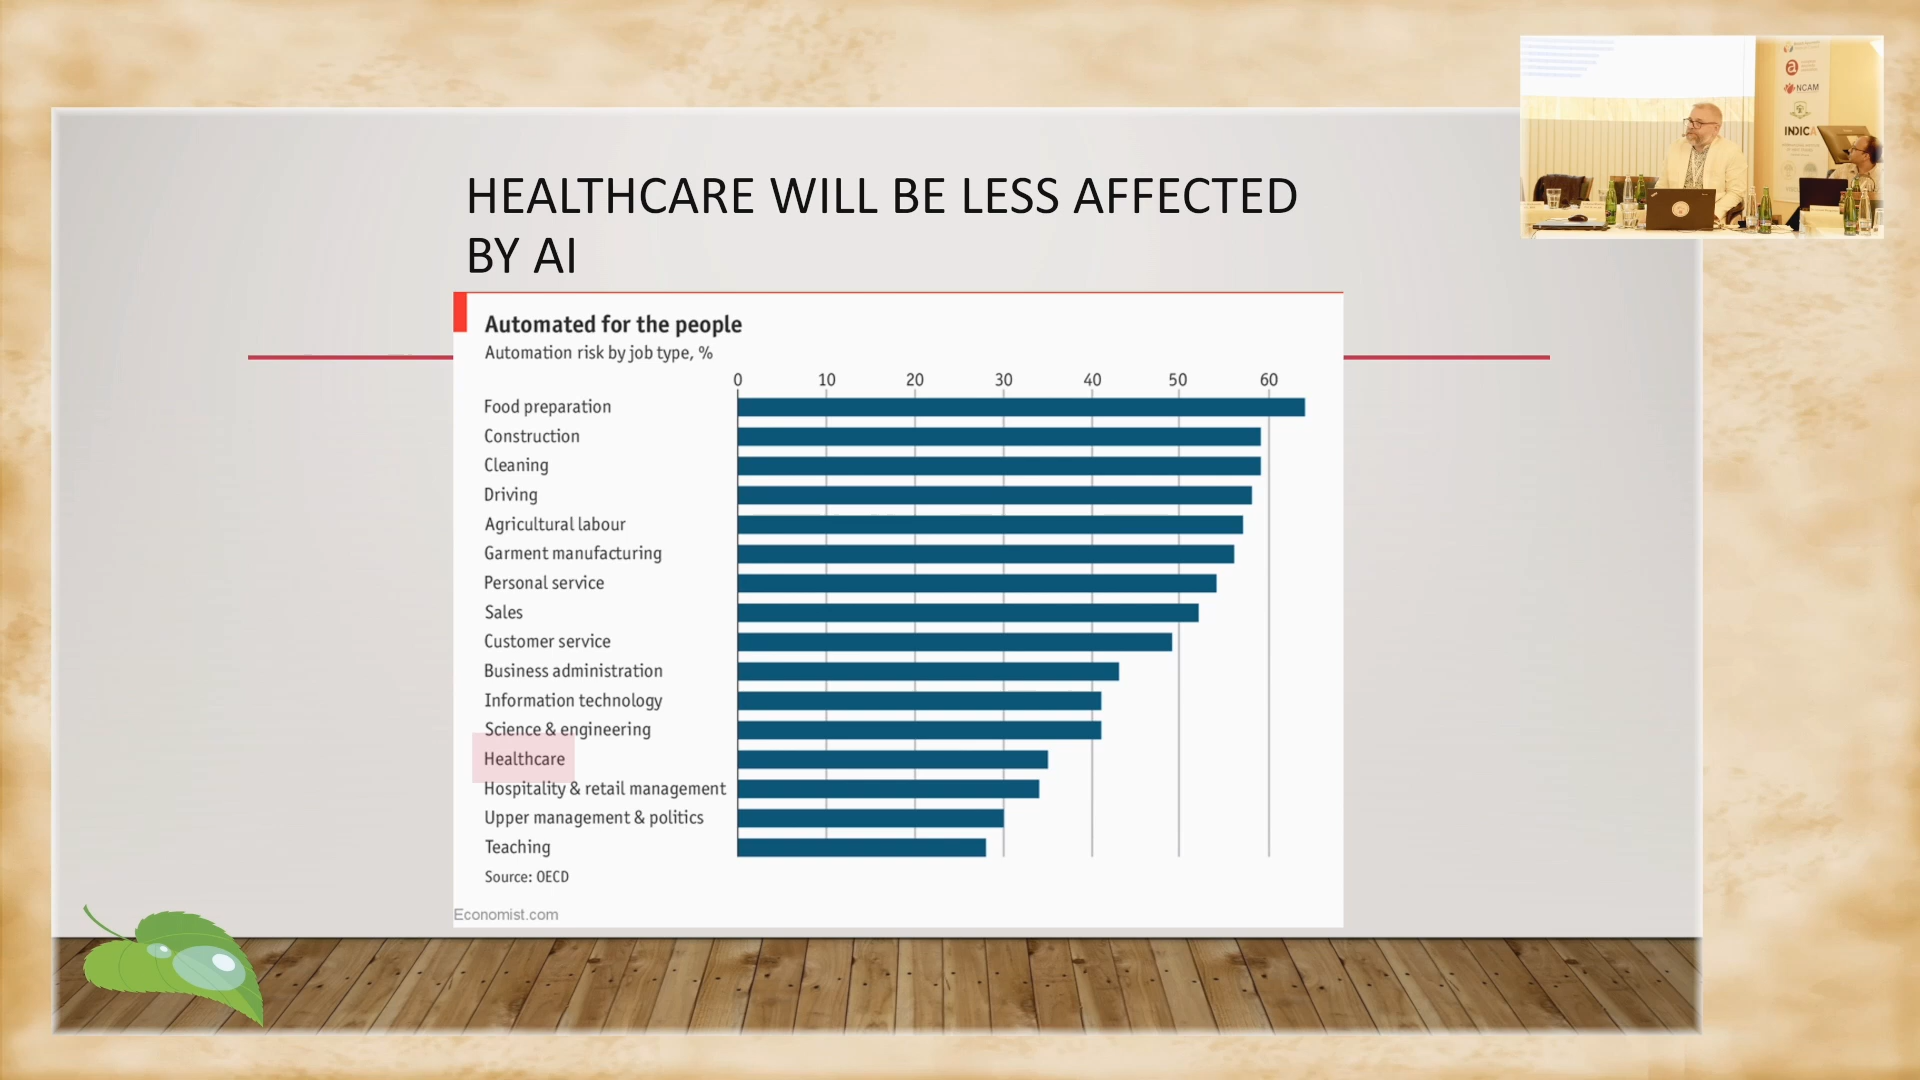 HEALTHCARE WILL BE LESS AFFECTED
BY AI
Automated for the people
Automation risk by job type, %
0 10 20 30 40 50 60
Food preparation
Construction
Cleaning
Driving
Agricultural labour
Garment manufacturing
Personal service
Sales
Customer service
Business administration
Information technology
Science & engineering
Healthcare
Hospitality & retail management
Upper management & politics
Teaching
Source: OECD
Economist.com
NCAM
INDICA